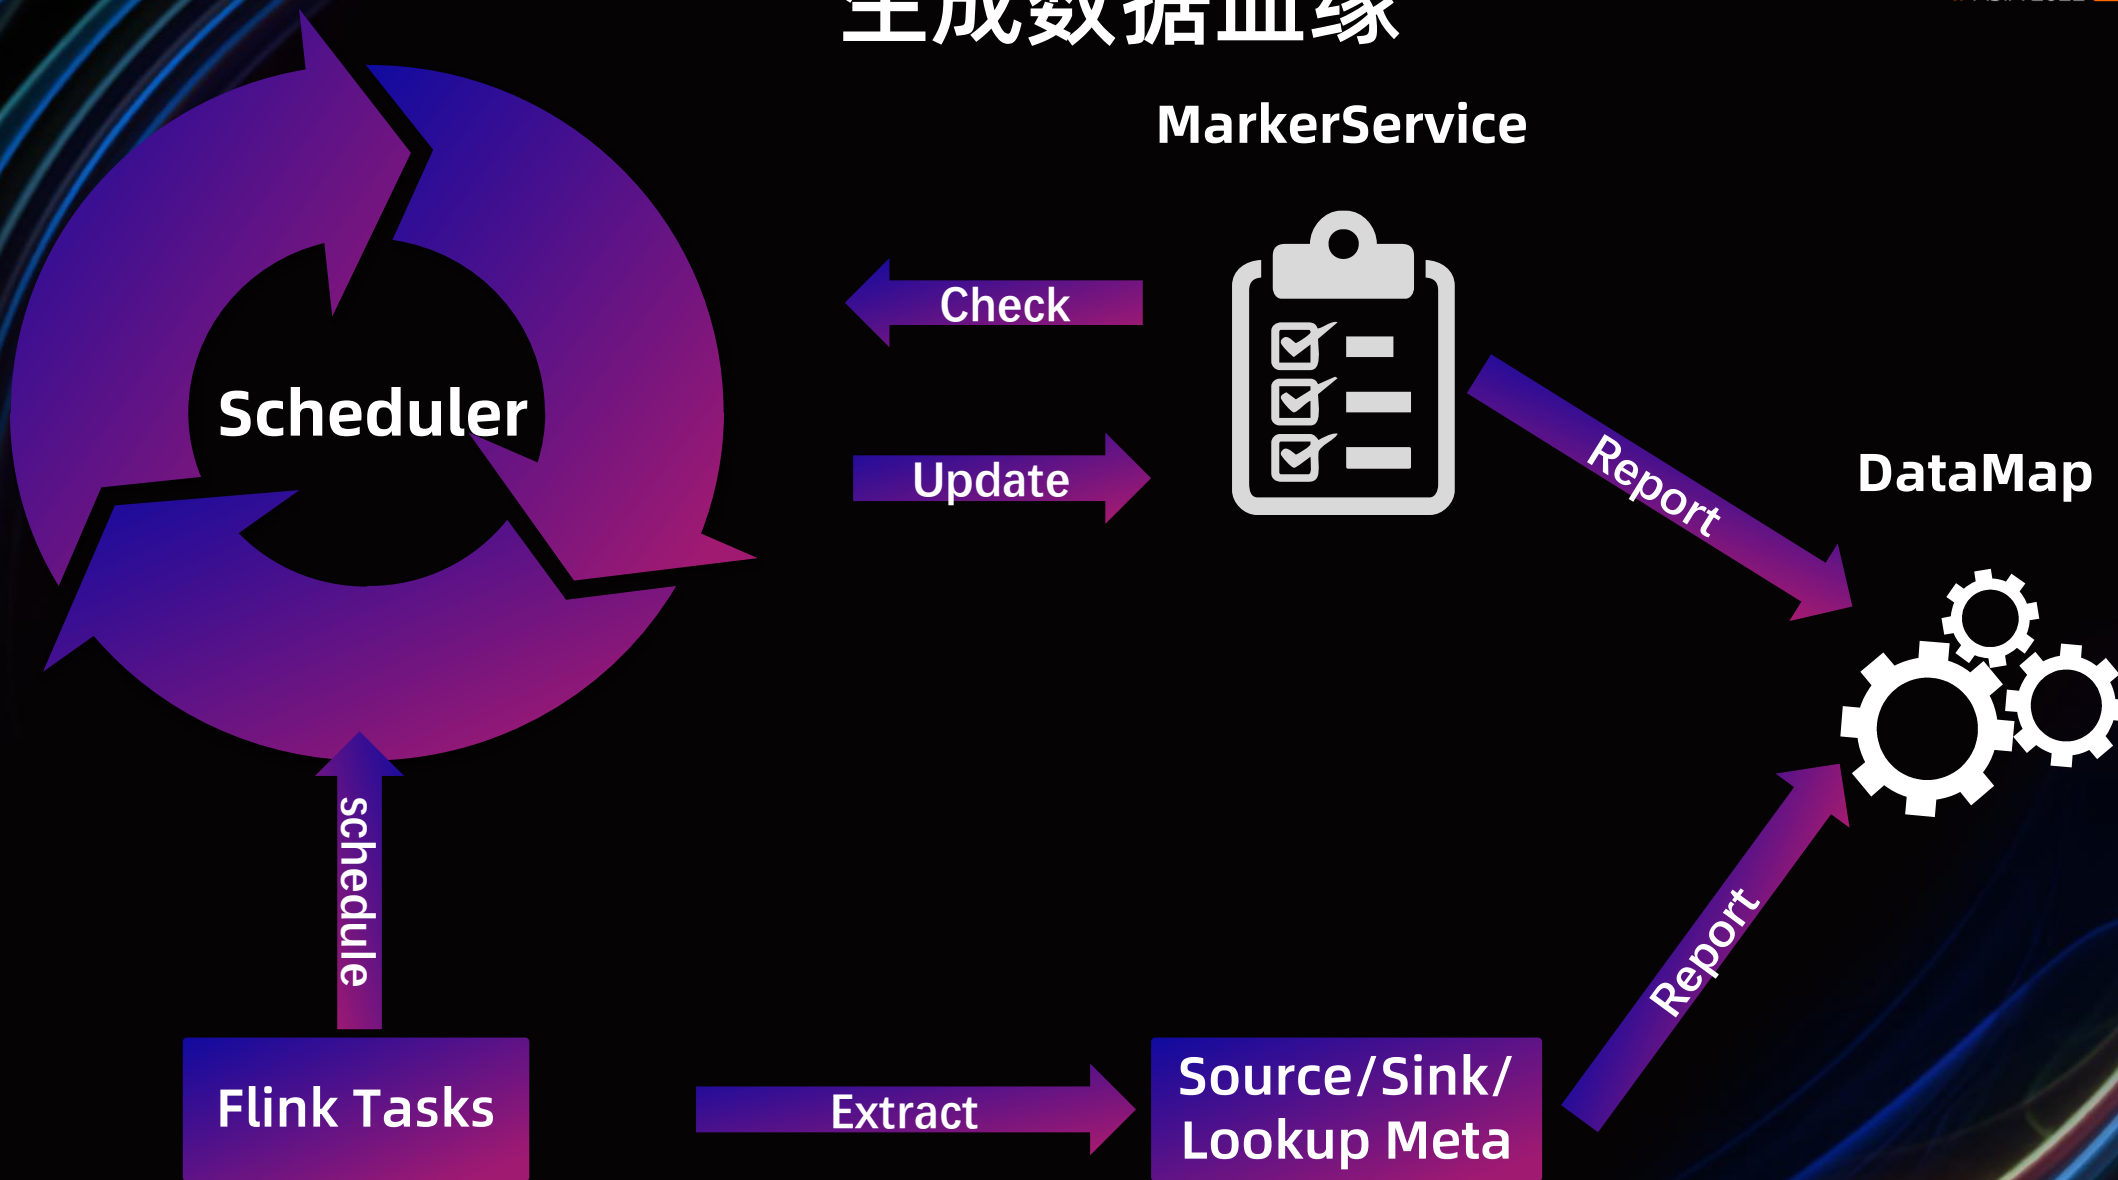 生成数据血缘
MarkerService
Check
Scheduler
Update
Report
DataMap
schedule
Report
Flink Tasks
Extract
Source/Sink/
Lookup Meta